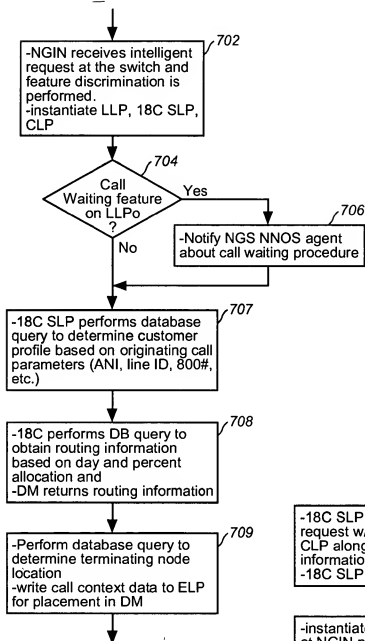 702
-NGIN receives intelligent
request at the switch and
feature discrimination is
performed.
-instantiate LLP, 18C SLP,
CLP
704
Call
Waiting feature
on LLPo
?
Yes
No
706
-Notify NGS NNOS agent
about call waiting procedure
707
-18C SLP performs database
query to determine customer
profile based on originating call
parameters (ANI, line ID, 800#,
etc.)
708
-18C performs DB query to
obtain routing information
based on day and percent
allocation and
-DM returns routing information
709
-Perform database query to
determine terminating node
location
-write call context data to ELP
for placement in DM
-18C SLP
request w/
CLP along
-18C SLP